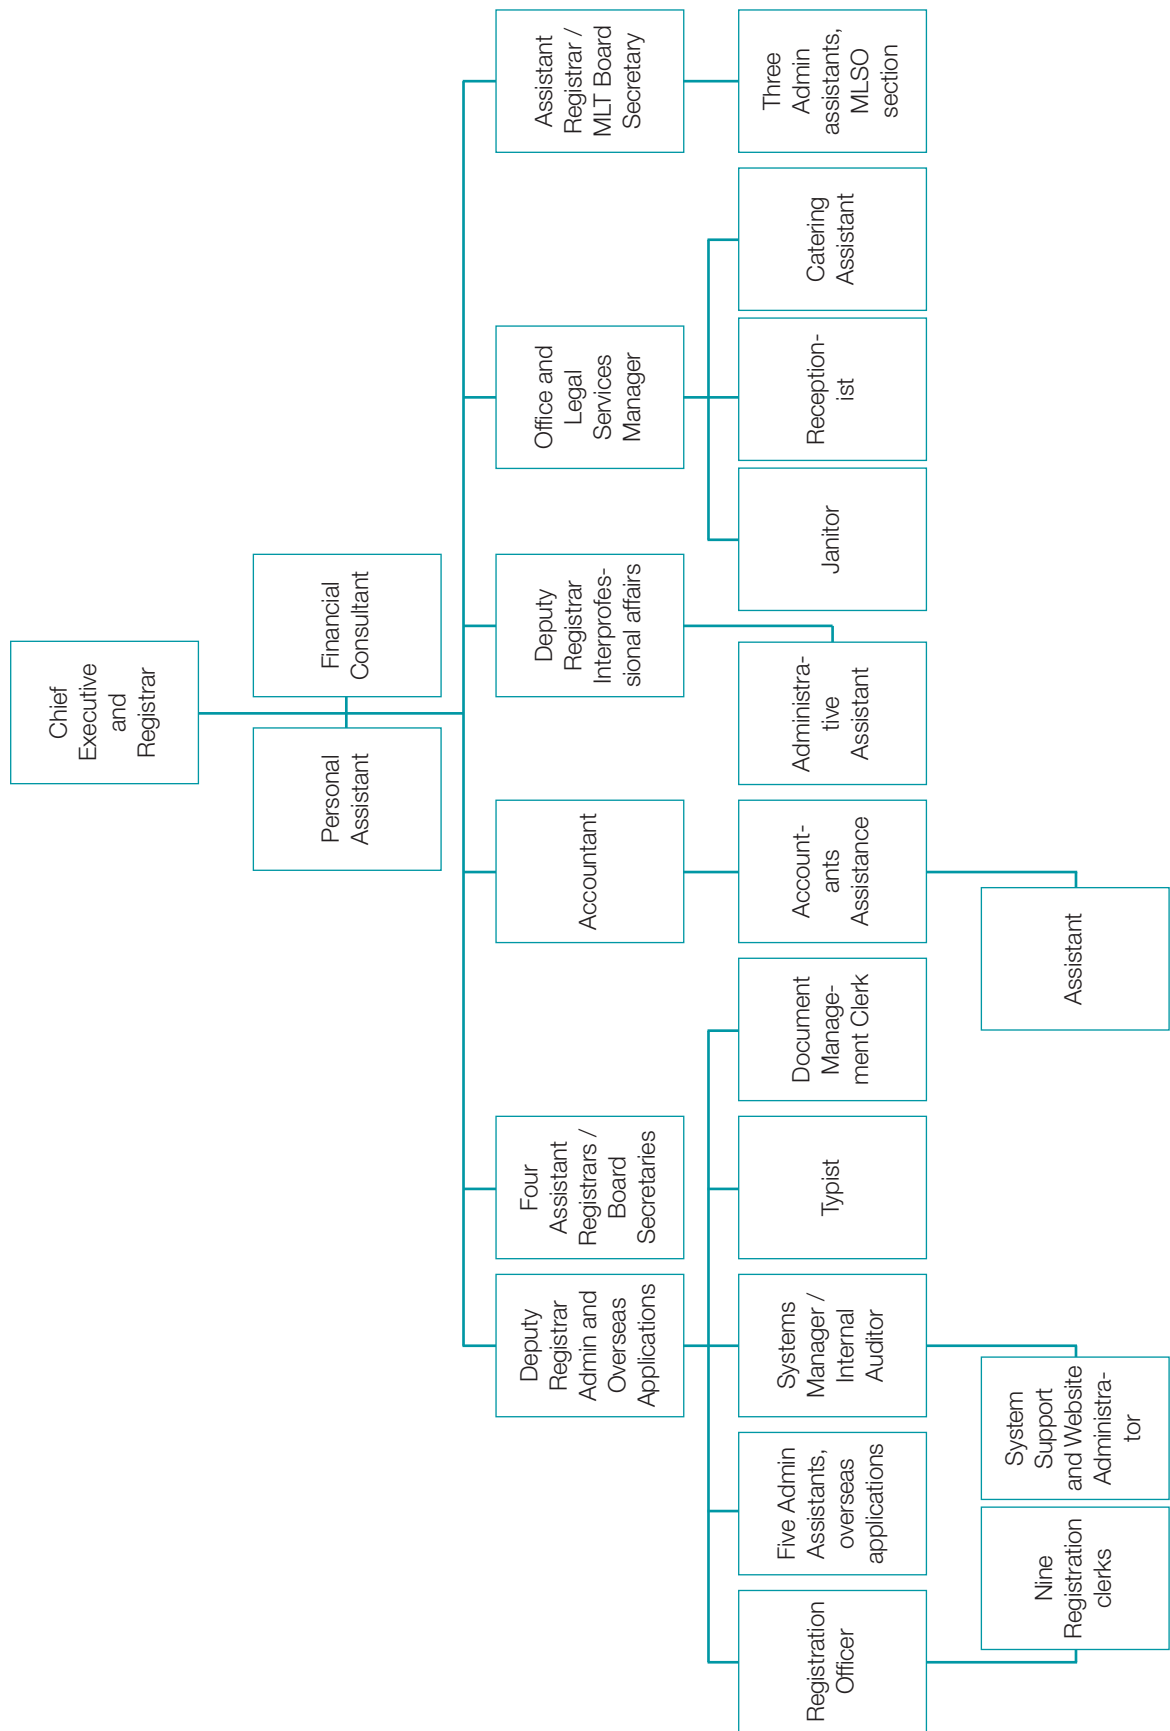 Chief
Executive
and
Registrar
Personal
Assistant
Financial
Consultant
Deputy
Registrar
Admin and
Overseas
Applications
Four
Assistant
Registrars /
Board
Secretaries
Accountant
Deputy
Registrar
Interprofes-
sional affairs
Office and
Legal
Services
Manager
Assistant
Registrar /
MLT Board
Secretary
Registration
Officer
Five Admin
Assistants,
overseas
applications
Systems
Manager /
Internal
Auditor
Typist
Document
Manage-
ment Clerk
Account-
ants
Assistance
Administra-
tive
Assistant
Janitor
Reception-
ist
Catering
Assistant
Three
Admin
assistants,
MLSO
section
Nine
Registration
clerks
System
Support
and Website
Administra-
tor
Assistant